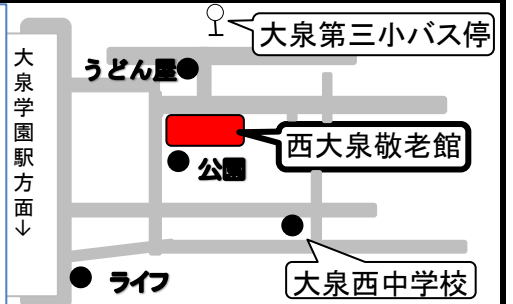 大泉第三小バス停
うどん屋
大泉学園駅方面↓
西大泉敬老館
公園
大泉西中学校
ライフ